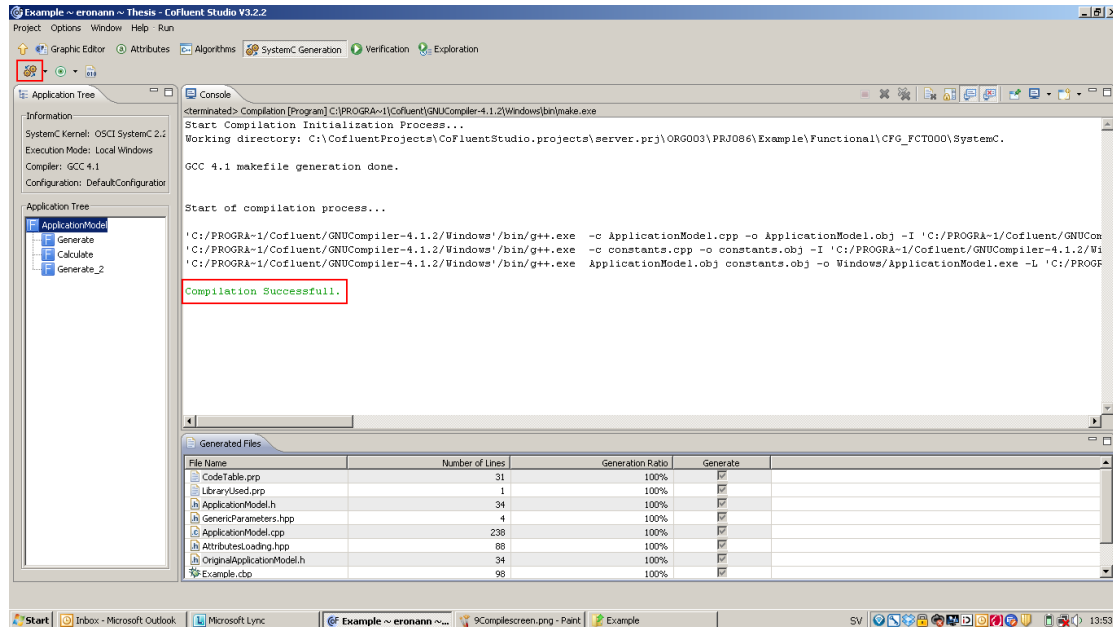 Example ~ eronann ~ Thesis - CoFluent Studio V3.2.2
Project Options Window Help Run
Graphic Editor Attributes Algorithms SystemC Generation Verification Exploration
Application Tree
Information
SystemC Kernel: OSCI SystemC 2.2
Execution Mode: Local Windows
Compiler: GCC 4.1
Configuration: DefaultConfiguration
Application Tree
ApplicationModel
Generate
Calculate
Generate_2
Console
<terminated> Compilation [Program] C:\PROGRA~1\Cofluent\GNUCompiler-4.1.2\Windows\bin\make.exe
Start Compilation Initialization Process...
Working directory: C:\CofluentProjects\CoFluentStudio.projects\server.prj\ORG003\PRJ086\Example\Functional\CFG_FCT000\SystemC.
GCC 4.1 makefile generation done.
Start of compilation process...
'C:/PROGRA~1/Cofluent/GNUCompiler-4.1.2/Windows'/bin/g++.exe -c ApplicationModel.cpp -o ApplicationModel.obj -I 'C:/PROGRA~1/Cofluent/GNUCom
'C:/PROGRA~1/Cofluent/GNUCompiler-4.1.2/Windows'/bin/g++.exe -c constants.cpp -o constants.obj -I 'C:/PROGRA~1/Cofluent/GNUCompiler-4.1.2/Wi
'C:/PROGRA~1/Cofluent/GNUCompiler-4.1.2/Windows'/bin/g++.exe ApplicationModel.obj constants.obj -o Windows/ApplicationModel.exe -L 'C:/PROGR
Compilation Successfull.
Generated Files
File Name Number of Lines Generation Ratio Generate
CodeTable.prp 31 100%
LibraryUsed.prp 1 100%
ApplicationModel.h 34 100%
GenericParameters.hpp 4 100%
ApplicationModel.cpp 238 100%
AttributesLoading.hpp 88 100%
OriginalApplicationModel.h 34 100%
Example.cbp 98 100%
Start Inbox - Microsoft Outlook Microsoft Lync Example ~ eronann ~... 9Compilescreen.png - Paint Example SV 13:53